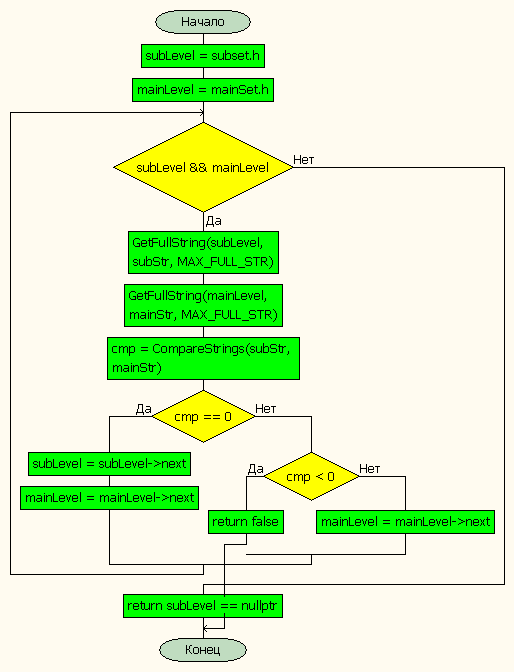 Начало
subLevel = subset.h
mainLevel = mainSet.h
subLevel && mainLevel
Нет
Да
GetFullString(subLevel,
subStr, MAX_FULL_STR)
GetFullString(mainLevel,
mainStr, MAX_FULL_STR)
cmp = CompareStrings(subStr,
mainStr)
Да
cmp == 0
Нет
subLevel = subLevel->next
mainLevel = mainLevel->next
Да
cmp < 0
Нет
return false
mainLevel = mainLevel->next
return subLevel == nullptr
Конец